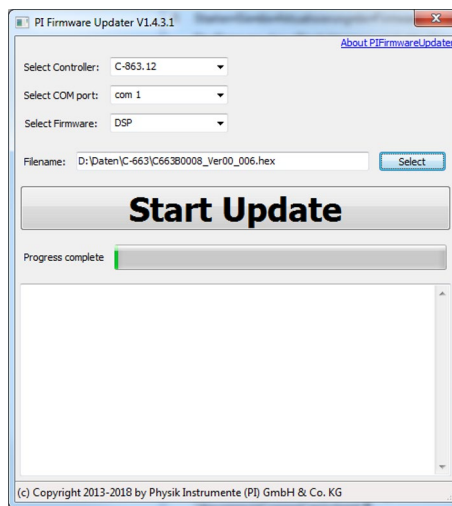 PI Firmware Updater V1.4.3.1
About PIFirmwareUpdater
Select Controller: C-863.12
Select COM port: com 1
Select Firmware: DSP
Filename: D:\Daten\C-663\C663B0008_Ver00_006.hex Select
Start Update
Progress complete
(c) Copyright 2013-2018 by Physik Instrumente (PI) GmbH & Co. KG